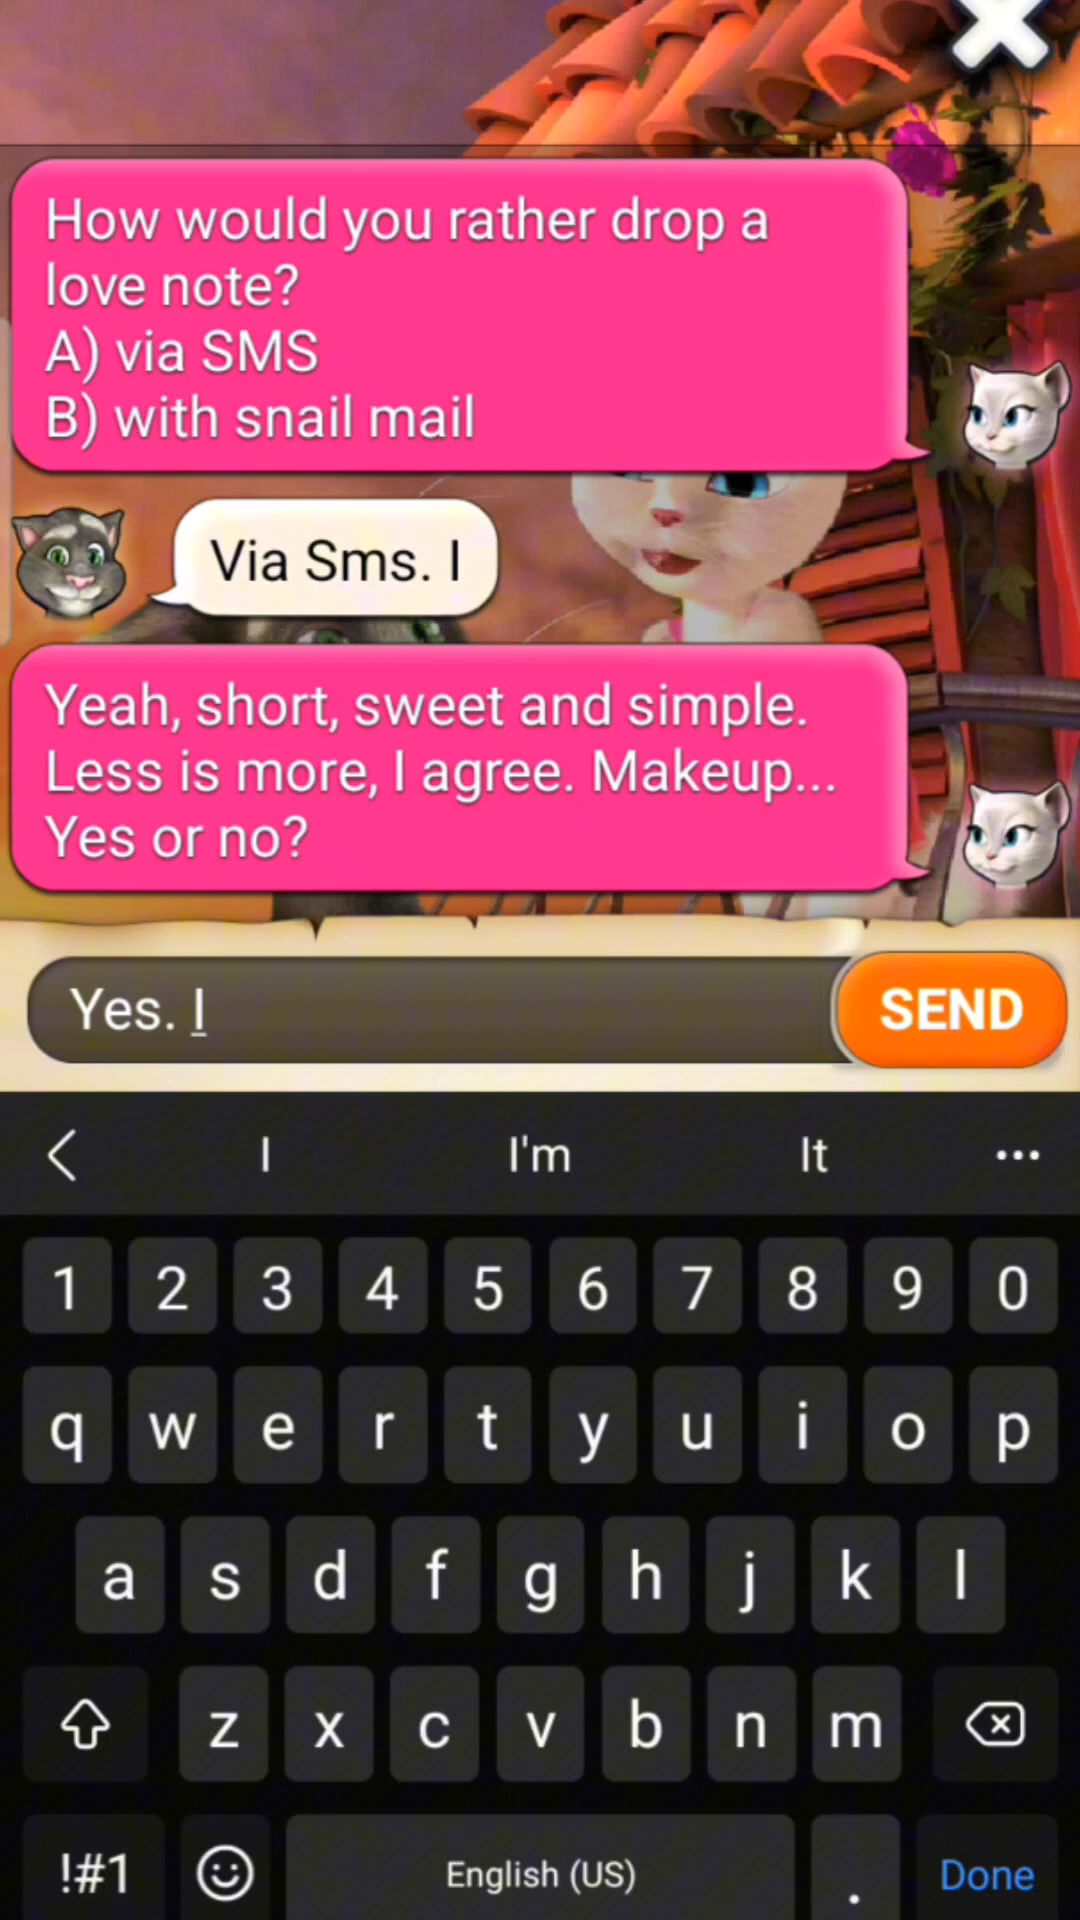 How would you rather drop a
love note?
A) via SMS
B) with snail mail
Via Sms. I
Yeah, short, sweet and simple.
Less is more, I agree. Makeup...
Yes or no?
Yes. I
SEND
I I'm It ...
1 2 3 4 5 6 7 8 9 0
q w e r t y u i o p
a s d f g h j k l
z x c v b n m
!#1 English (US) . Done